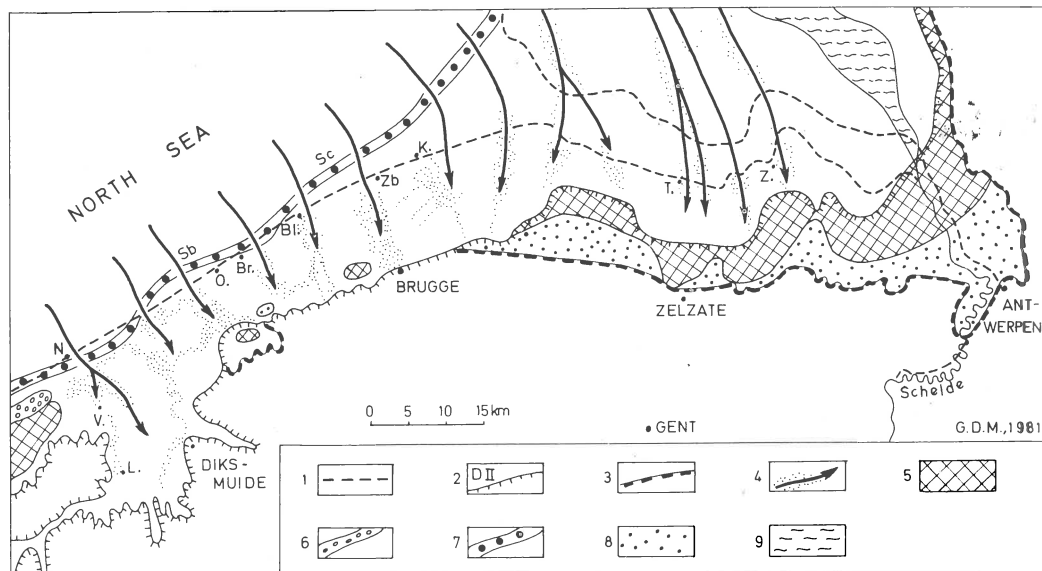 NORTH SEA
Sc
K.
Zb
Bl.
Sb
Br.
O.
T.
Z.
BRUGGE
ZELZATE
ANT-
WERPEN
N
V.
L.
DIKS-
MUIDE
0 5 10 15km
GENT
Schelde
G.D.M., 1981
1
2 DII
3
4
5
6
7
8
9